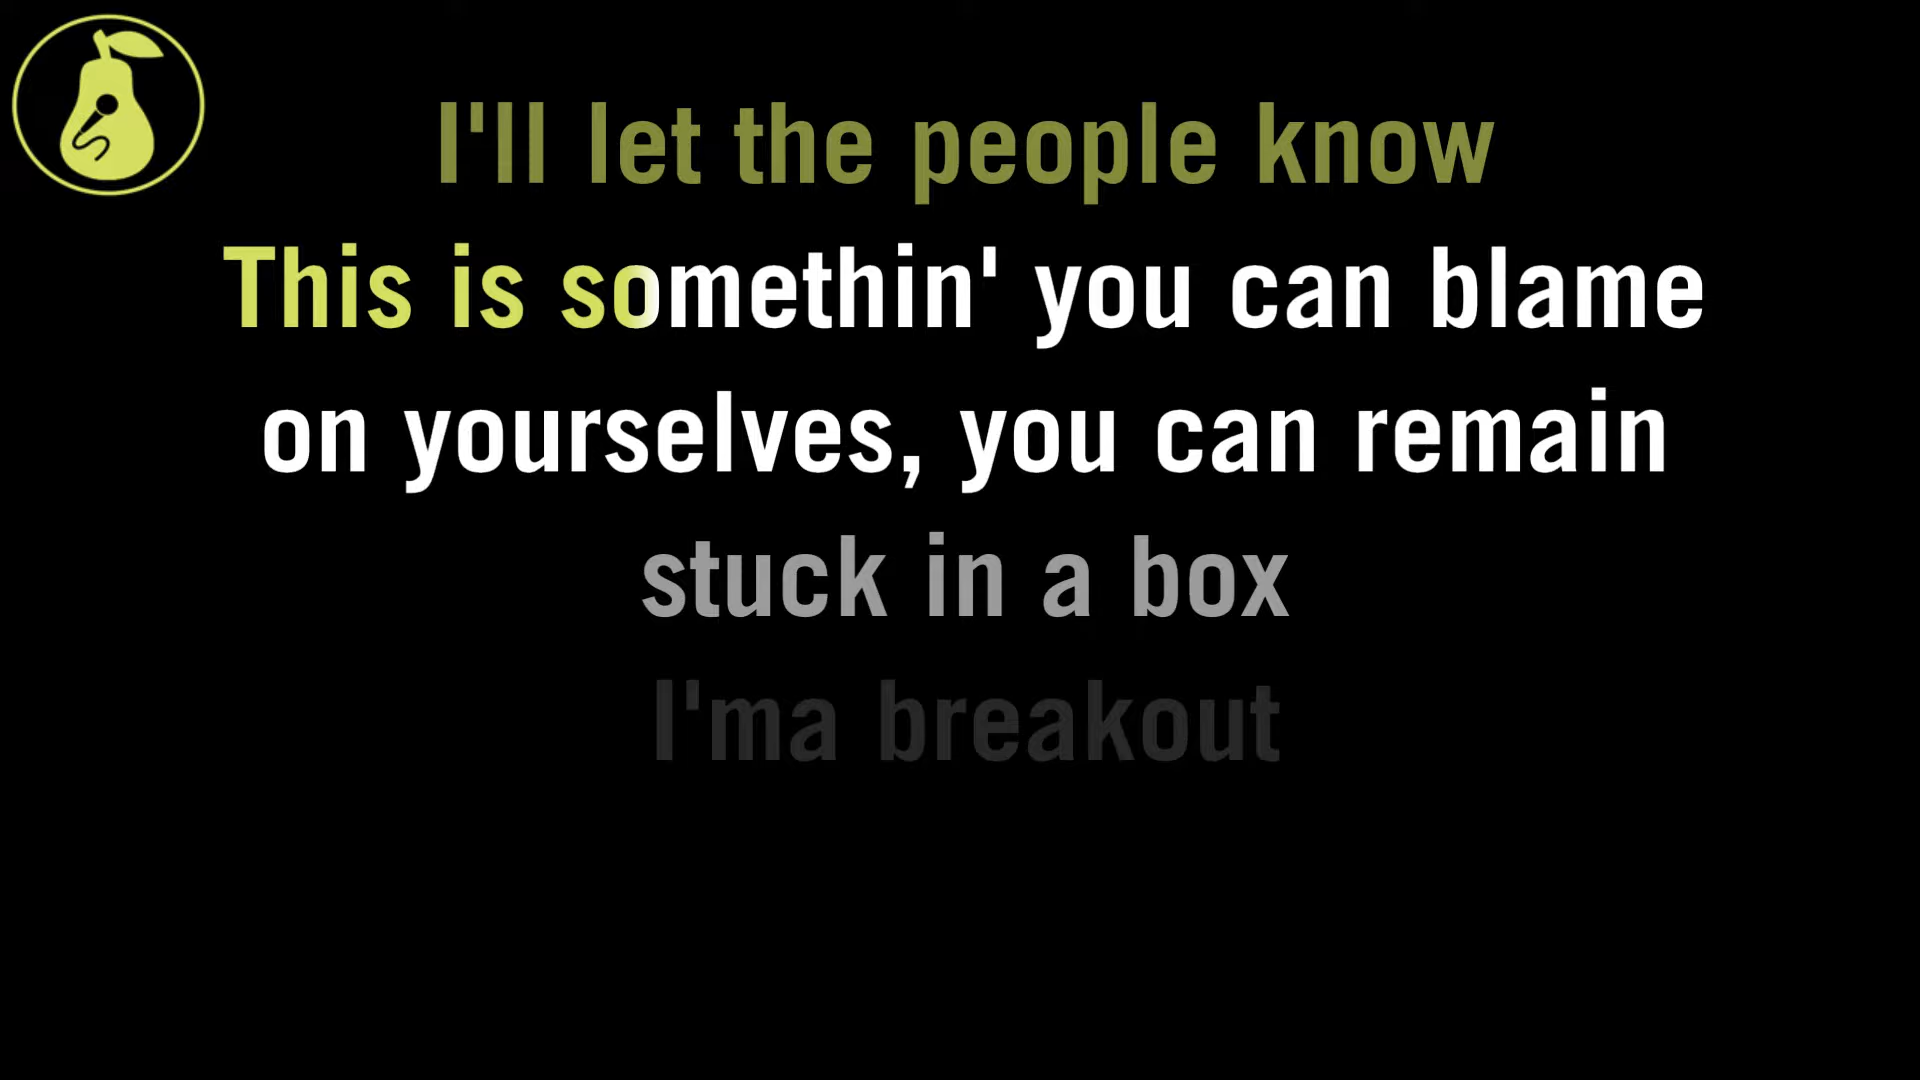 I'll let the people know
This is somethin' you can blame
on yourselves, you can remain
stuck in a box
I'ma breakout